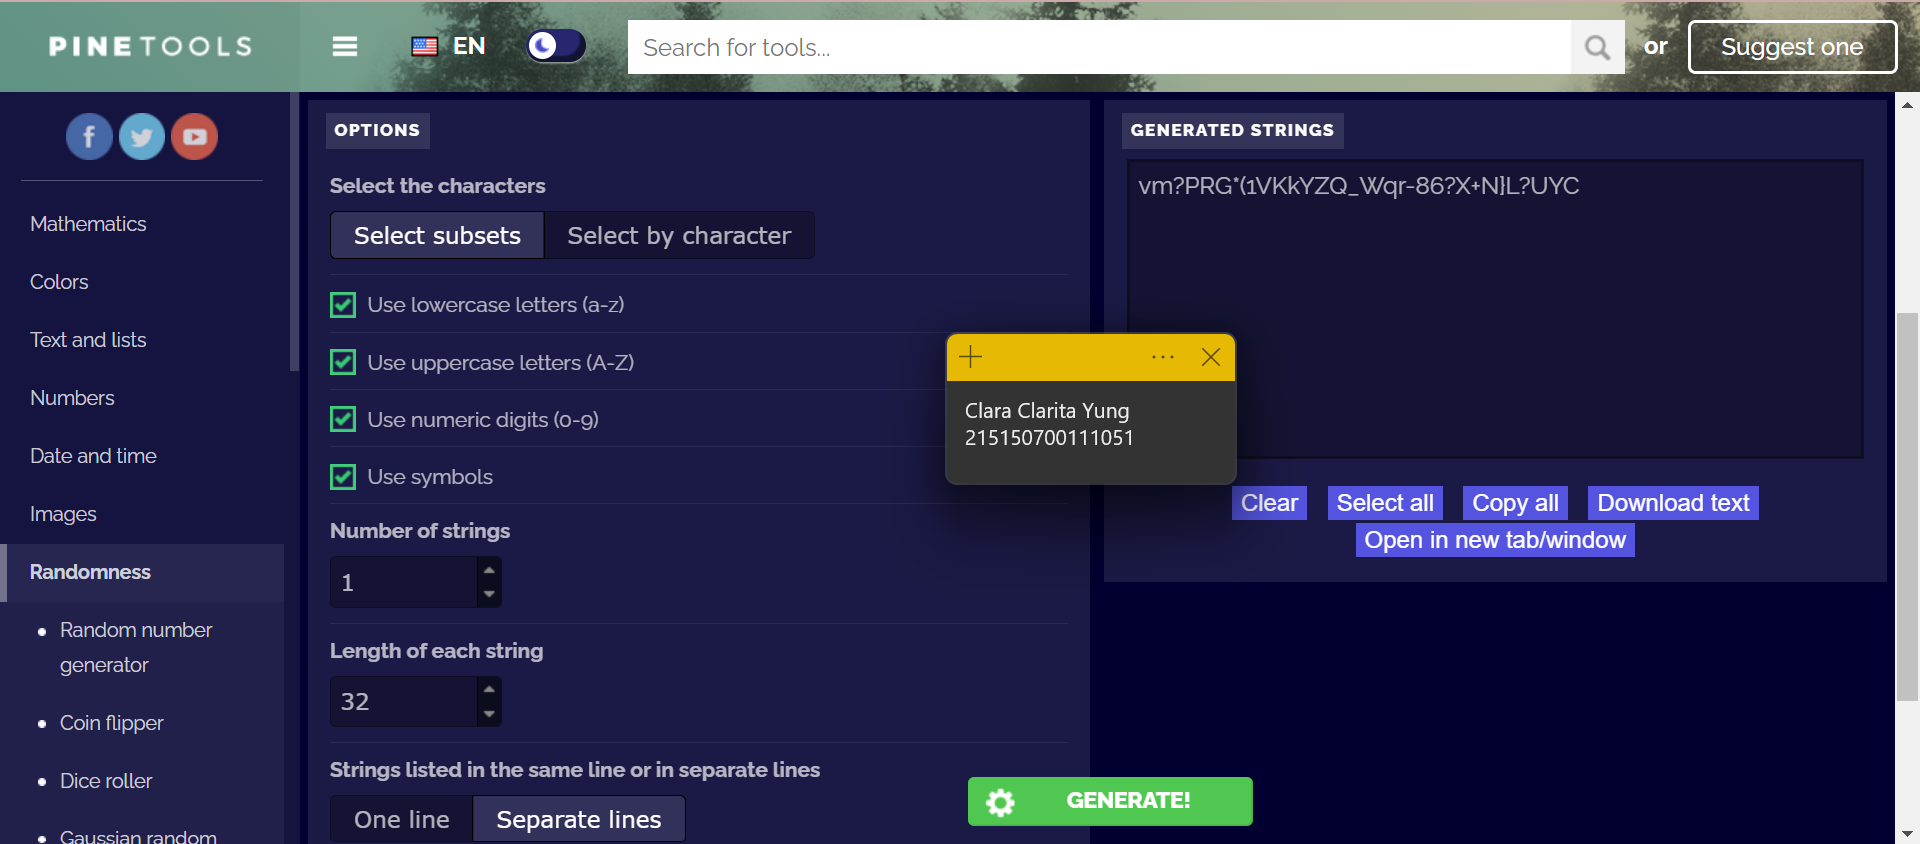 PINETOOLS
EN
Search for tools...
or
Suggest one
Mathematics
Colors
Text and lists
Numbers
Date and time
Images
Randomness
Random number
generator
Coin flipper
Dice roller
Gaussian random
OPTIONS
Select the characters
Select subsets
Select by character
Use lowercase letters (a-z)
Use uppercase letters (A-Z)
Use numeric digits (0-9)
Use symbols
Number of strings
1
Length of each string
32
Strings listed in the same line or in separate lines
One line
Separate lines
GENERATE!
GENERATED STRINGS
vm?PRG*(1VKkYZQ_Wqr-86?X+N]L?UYC
Clara Clarita Yung
215150700111051
Clear
Select all
Copy all
Download text
Open in new tab/window